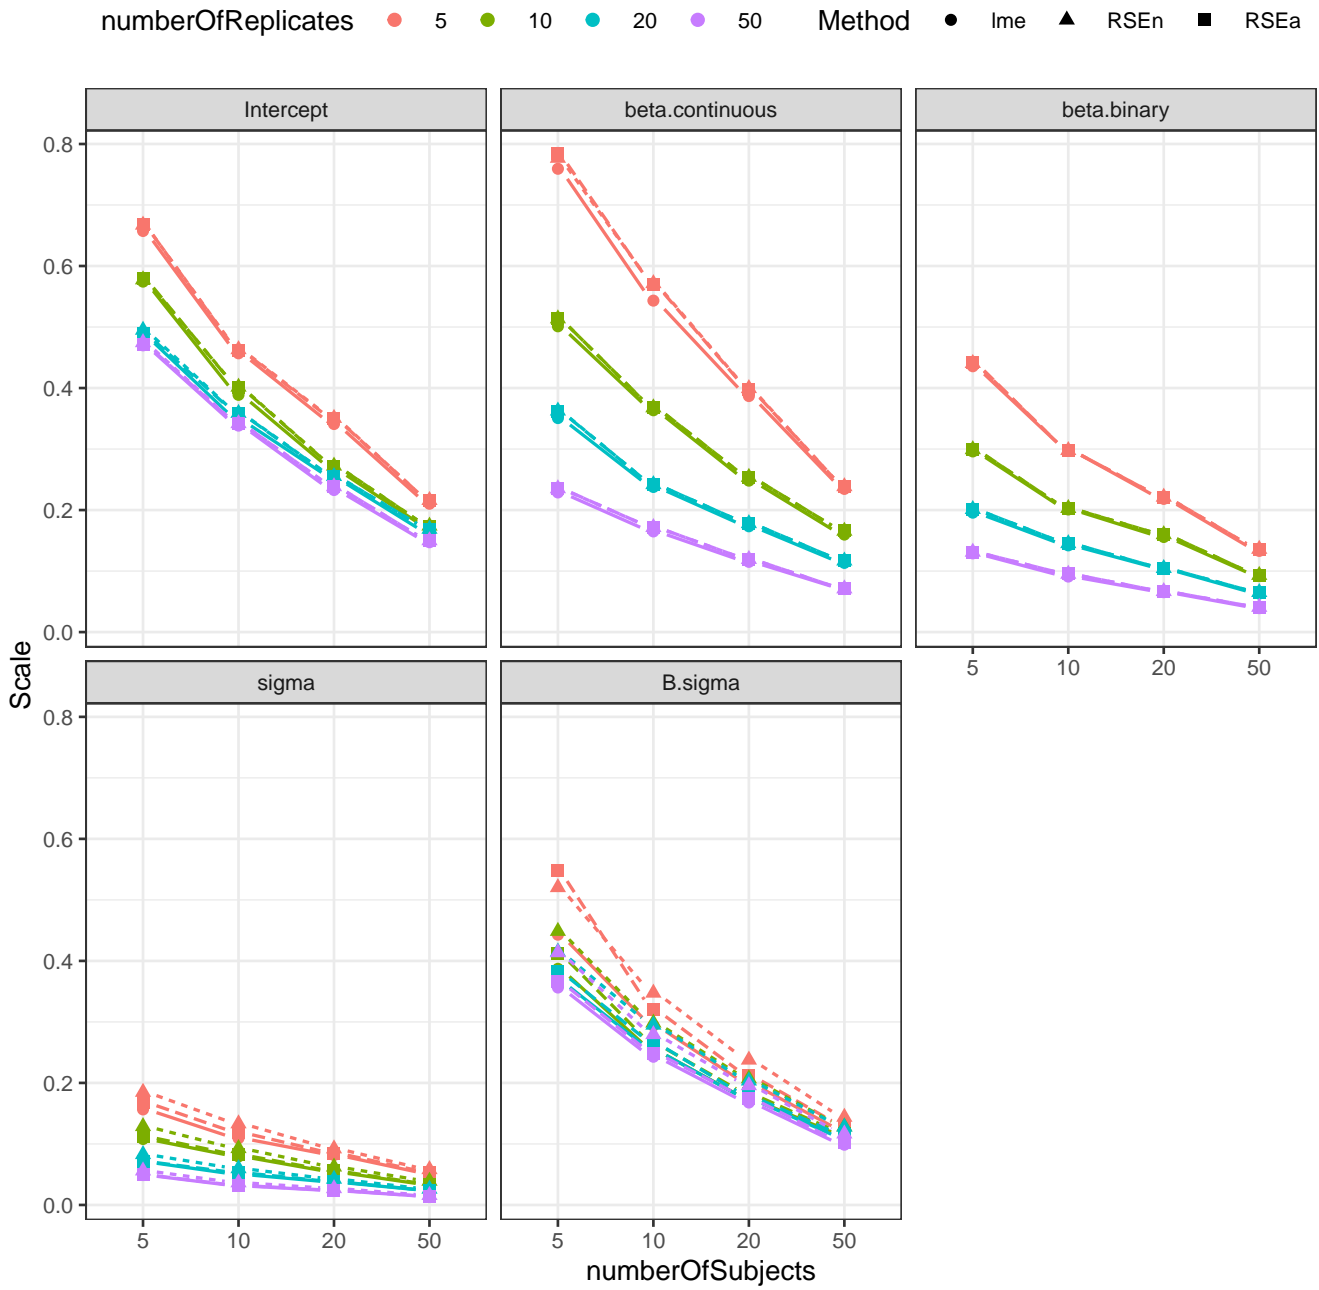 numberOfReplicates 5 10 20 50 Method lme RSEn RSEa
Intercept beta.continuous beta.binary
0.8
0.6
0.4
0.2
0.0
5 10 20 50
Scale
sigma B.sigma
0.8
0.6
0.4
0.2
0.0
5 10 20 50 5 10 20 50
numberOfSubjects